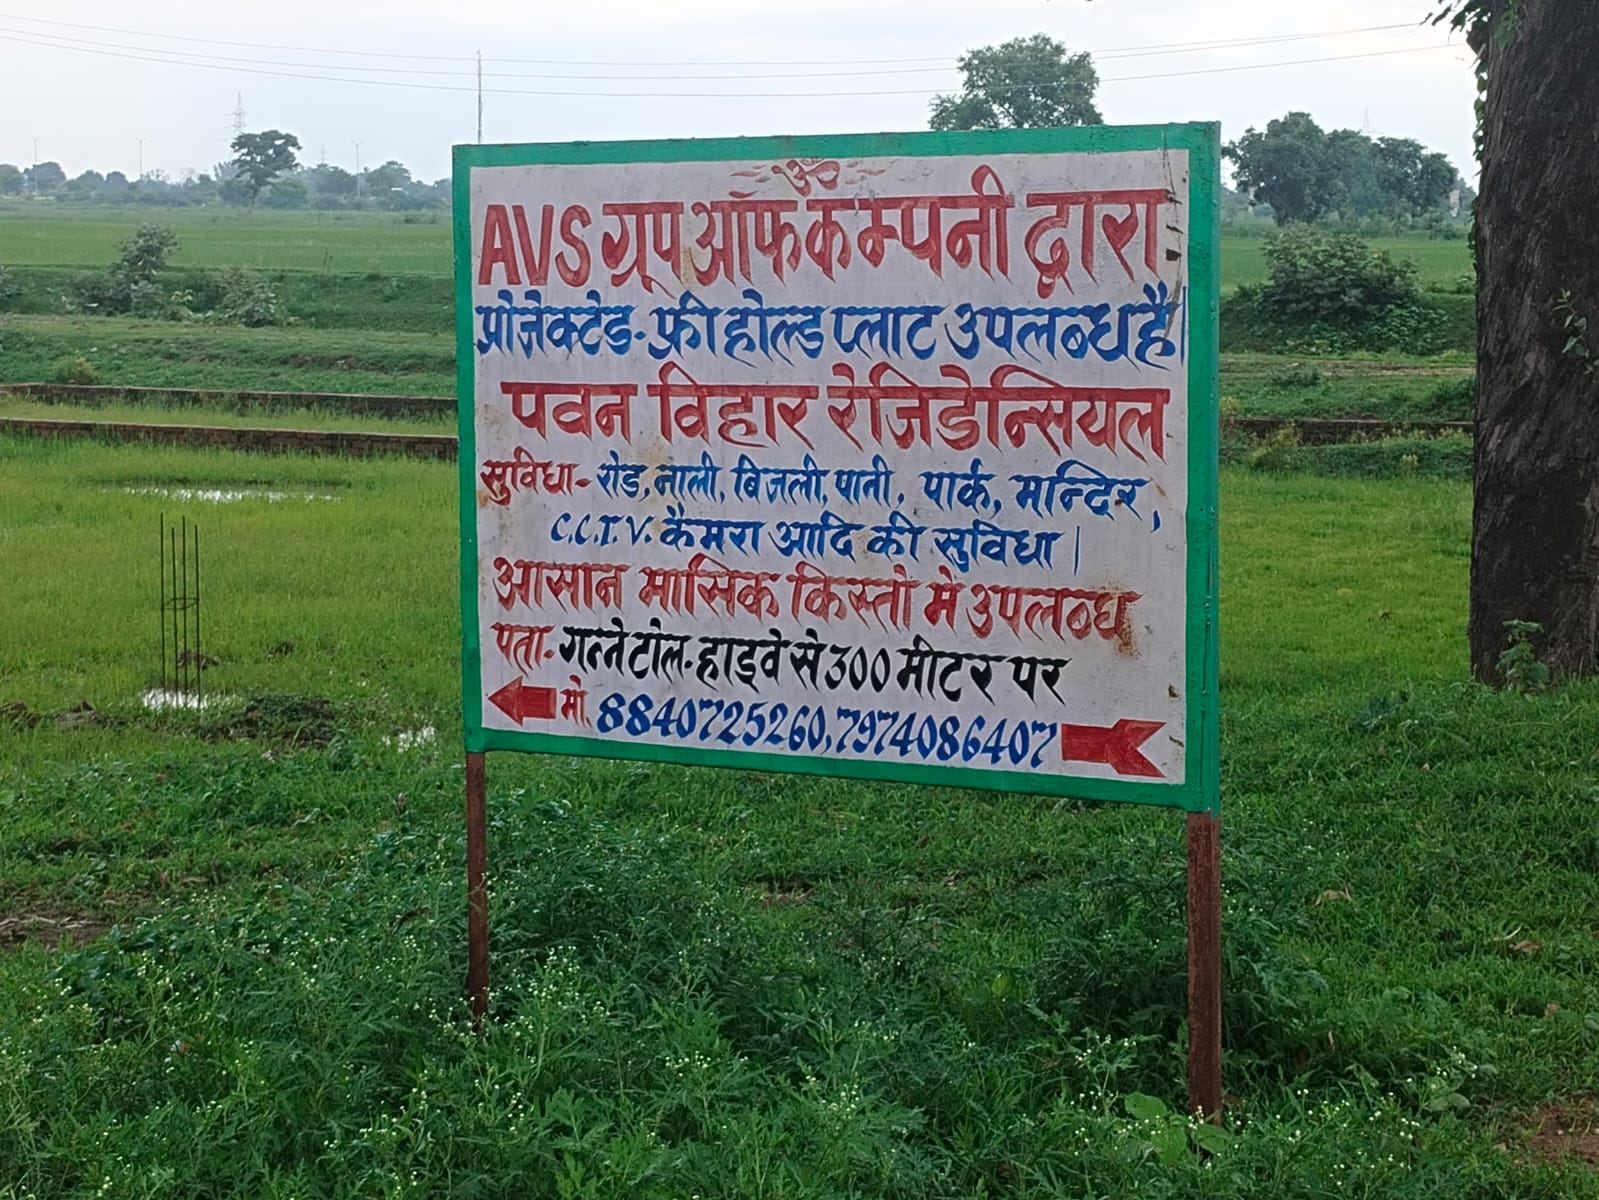 ॐ
AVS ग्रूप ऑफ कम्पनी द्वारा
प्रोजेक्टेड-फ्री होल्ड प्लाट उपलब्ध है।
पवन विहार रेजिडेन्सियल
सुविधा- रोड, नाली, बिजली, पानी, पार्क, मन्दिर,
C.C.T.V. कैमरा आदि की सुविधा।
आसान मासिक किस्तो मे उपलब्ध
पता- गन्ने टोल-हाइवे से 300 मीटर पर
मो. 8840725260, 7974086407